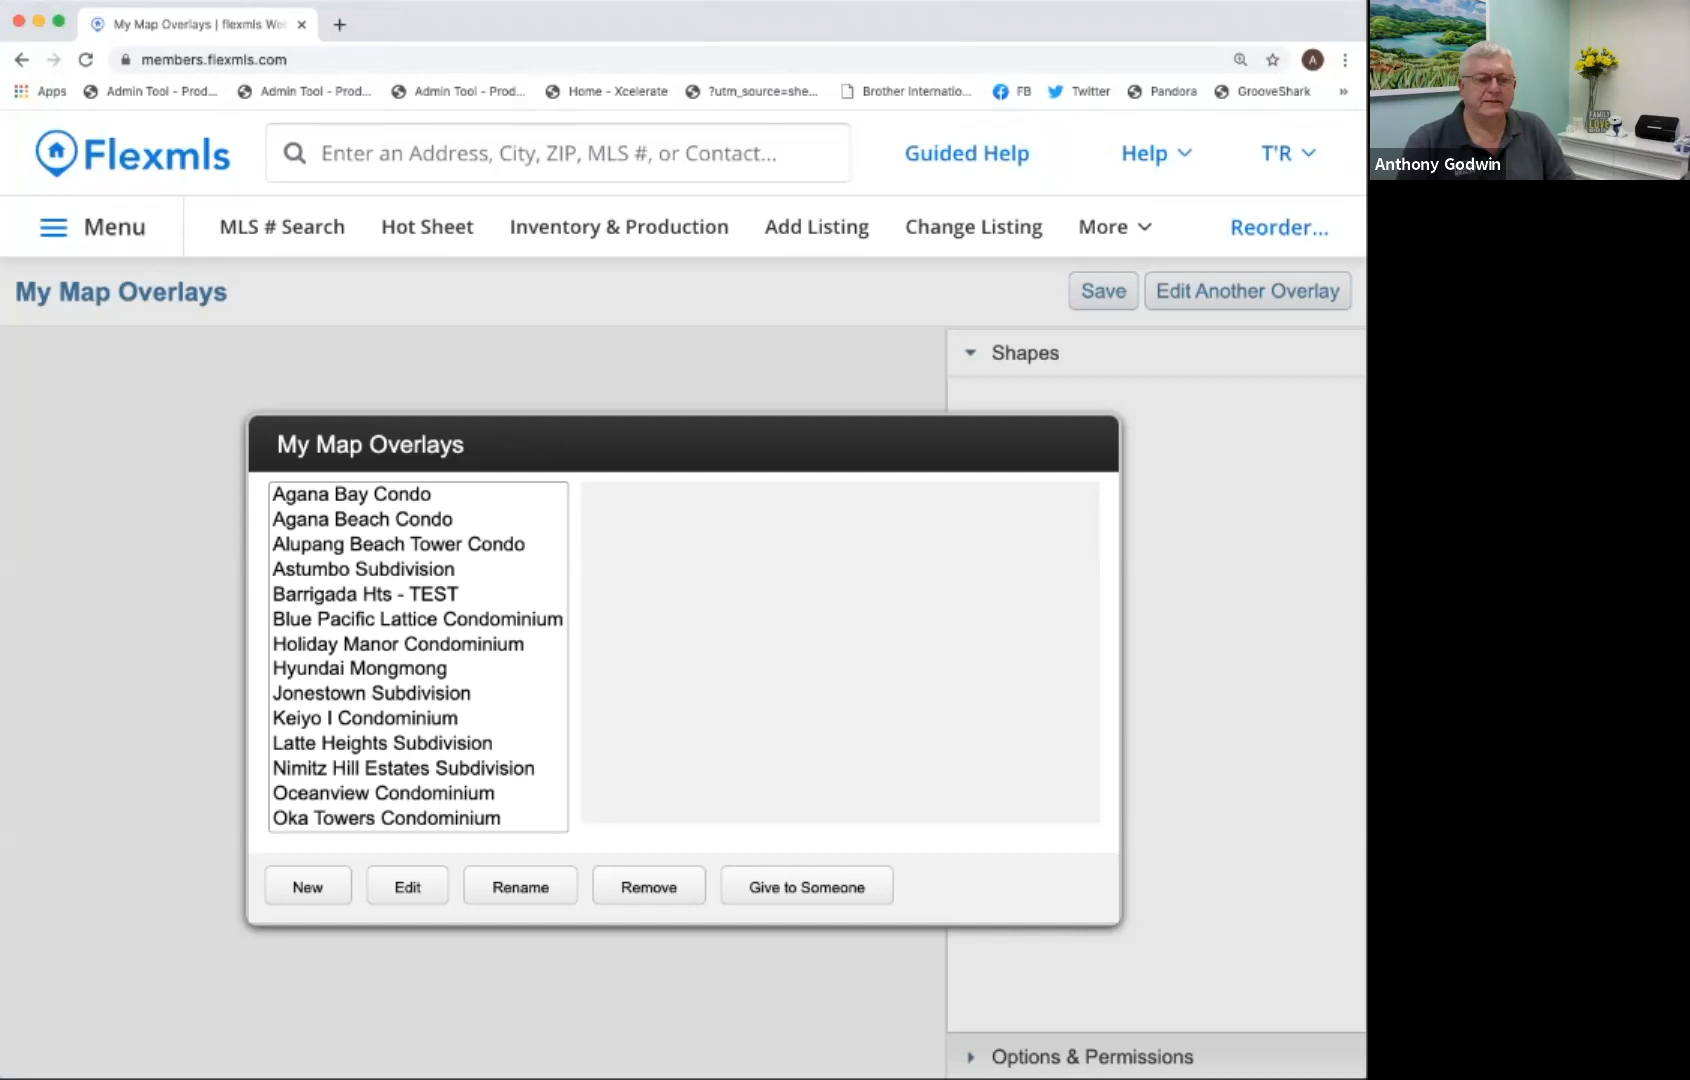 My Map Overlays | flexmls We
members.flexmls.com
A
Apps
Admin Tool - Prod...
Admin Tool - Prod...
Admin Tool - Prod...
Home - Xcelerate
?utm_source=she...
Brother Internatio...
FB
Twitter
Pandora
GrooveShark
»
Flexmls
Enter an Address, City, ZIP, MLS #, or Contact...
Guided Help
Help
T'R
Menu
MLS # Search
Hot Sheet
Inventory & Production
Add Listing
Change Listing
More
Reorder...
My Map Overlays
Save
Edit Another Overlay
Shapes
My Map Overlays
Agana Bay Condo
Agana Beach Condo
Alupang Beach Tower Condo
Astumbo Subdivision
Barrigada Hts - TEST
Blue Pacific Lattice Condominium
Holiday Manor Condominium
Hyundai Mongmong
Jonestown Subdivision
Keiyo I Condominium
Latte Heights Subdivision
Nimitz Hill Estates Subdivision
Oceanview Condominium
Oka Towers Condominium
New
Edit
Rename
Remove
Give to Someone
Options & Permissions
Anthony Godwin
FAMILY
LOVE